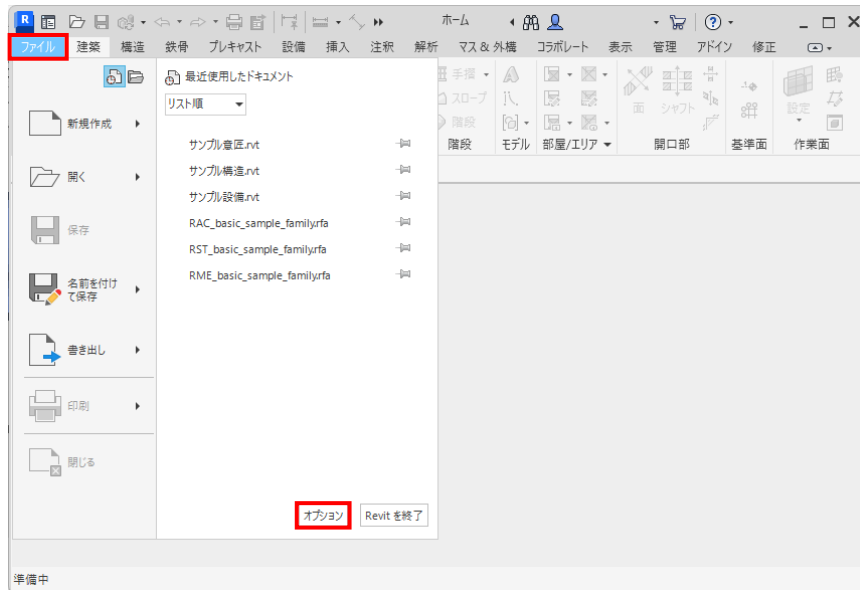 R ホーム
ファイル 建築 構造 鉄骨 プレキャスト 設備 挿入 注釈 解析 マス & 外構 コラボレート 表示 管理 アドイン 修正
最近使用したドキュメント
リスト順
新規作成
開く
保存
名前を付け
て保存
書き出し
印刷
閉じる
サンプル意匠.rvt
サンプル構造.rvt
サンプル設備.rvt
RAC_basic_sample_family.rfa
RST_basic_sample_family.rfa
RME_basic_sample_family.rfa
オプション Revit を終了
手摺
スロープ
階段
面 シャフト
設定
階段 モデル 部屋/エリア 開口部 基準面 作業面
準備中